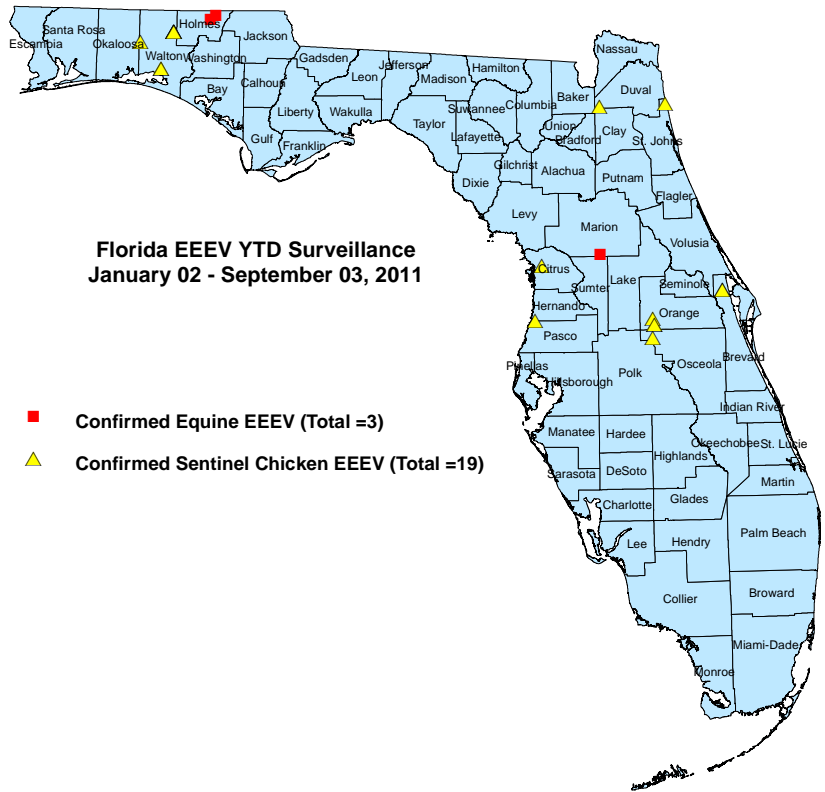 Holmes
Santa Rosa
Jackson
Escambia
Okaloosa
Walton
Washington
Nassau
Gadsden
Jefferson
Hamilton
Leon
Madison
Calhoun
Bay
Baker
Duval
Suwannee
Columbia
Liberty
Wakulla
Taylor
Union
Clay
Lafayette
Bradford
St. Johns
Gulf
Franklin
Gilchrist
Alachua
Putnam
Dixie
Flagler
Levy
Marion
Volusia
Florida EEEV YTD Surveillance
January 02 - September 03, 2011
Citrus
Lake
Sumter
Seminole
Hernando
Orange
Pasco
Brevard
Osceola
Pinellas
Polk
Hillsborough
Indian River
Confirmed Equine EEEV (Total =3)
Manatee
Hardee
Okeechobee
St. Lucie
Highlands
Confirmed Sentinel Chicken EEEV (Total =19)
Sarasota
DeSoto
Martin
Glades
Charlotte
Palm Beach
Lee
Hendry
Collier
Broward
Miami-Dade
Monroe